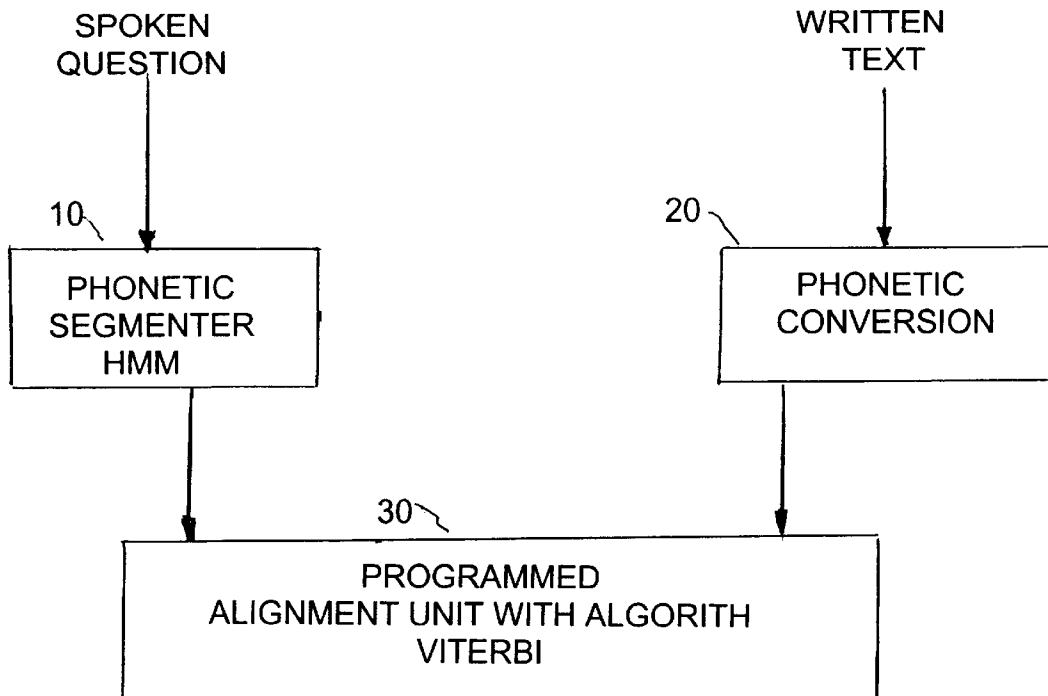 SPOKEN
QUESTION
WRITTEN
TEXT
10
PHONETIC
SEGMENTER
HMM
20
PHONETIC
CONVERSION
30
PROGRAMMED
ALIGNMENT UNIT WITH ALGORITH
VITERBI